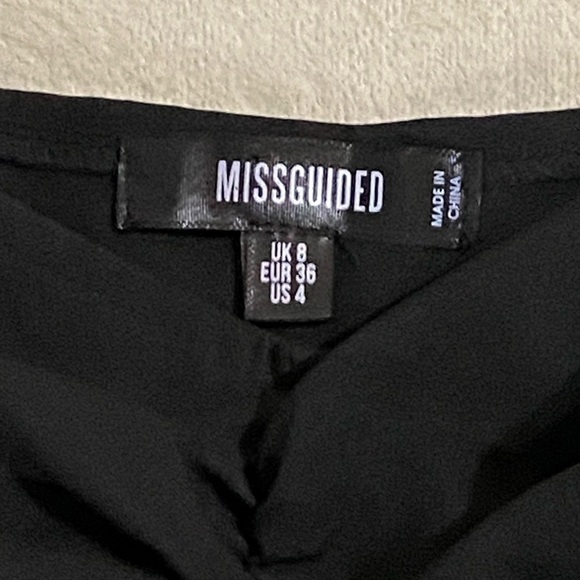 MISSGUIDED
MADE IN
CHINA
UK 8
EUR 36
US 4